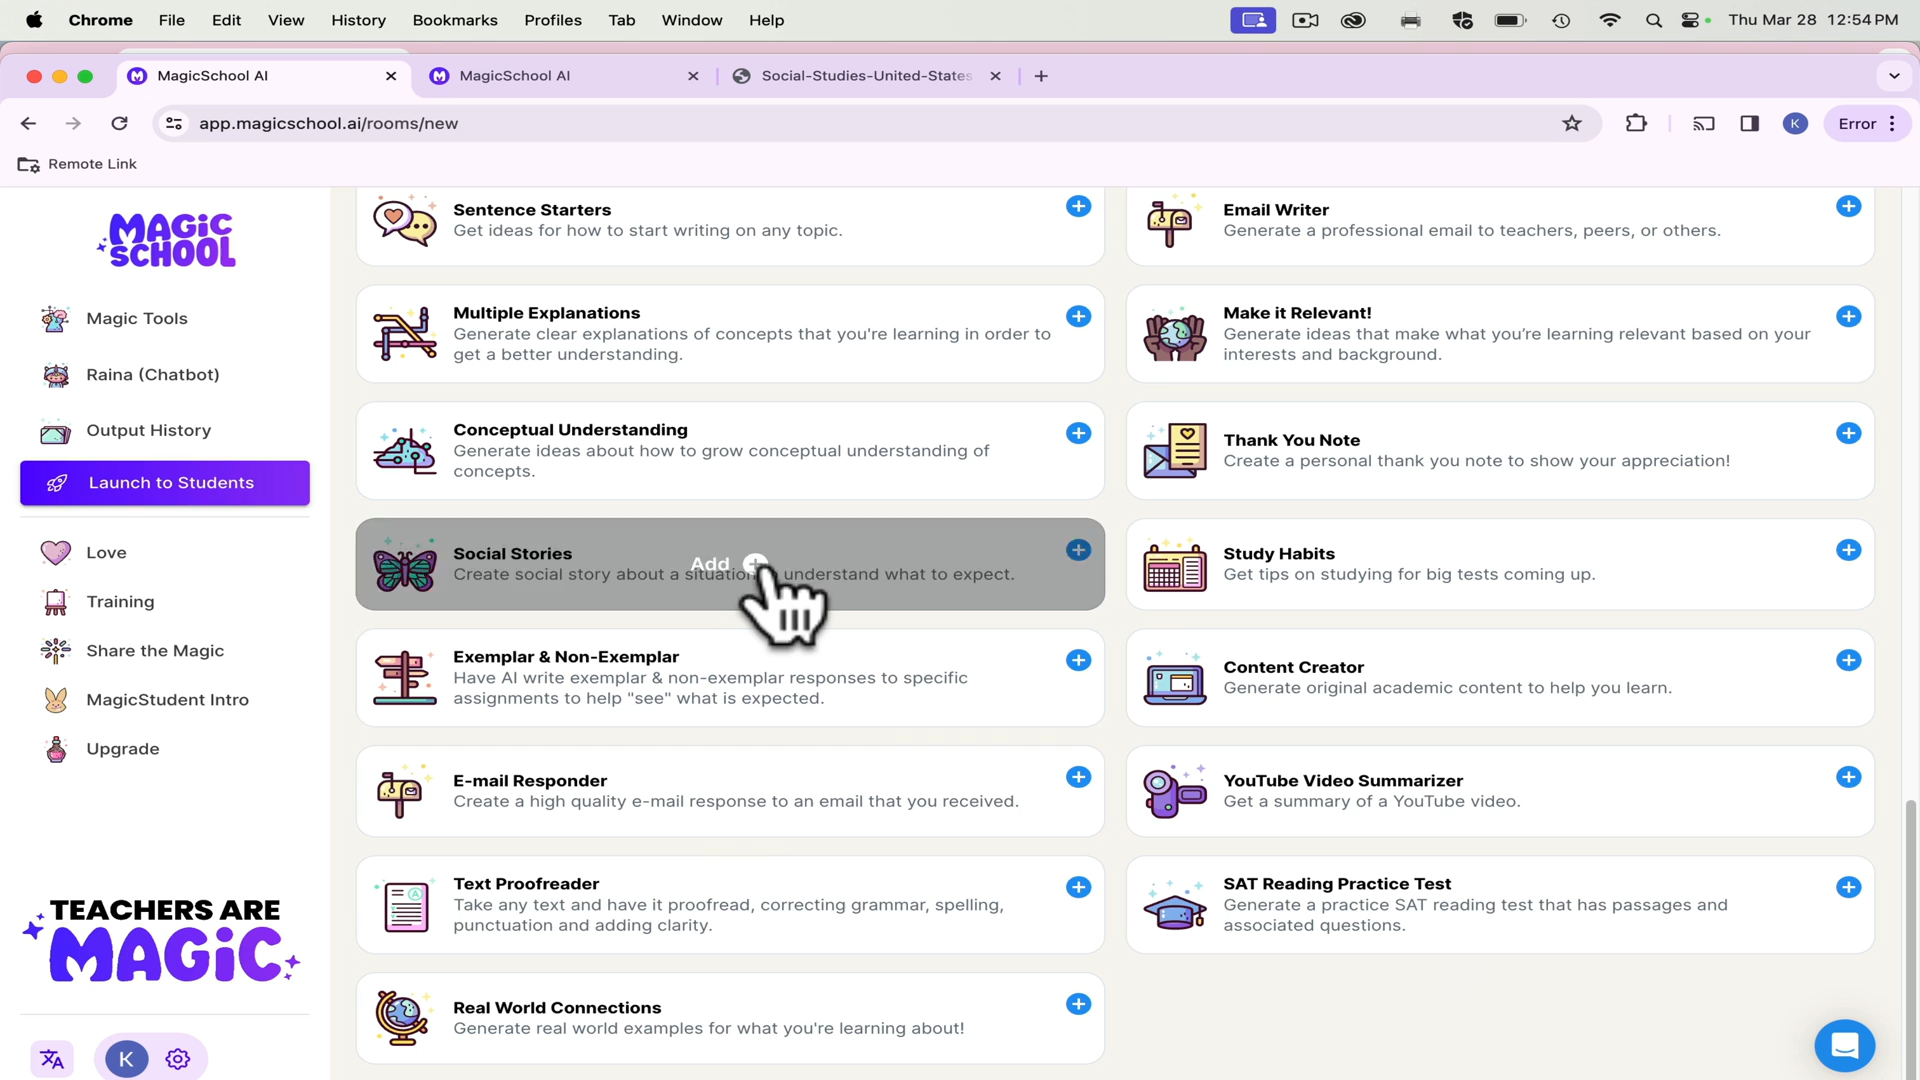 Chrome File Edit View History Bookmarks Profiles Tab Window Help Thu Mar 28 12:54 PM
MagicSchool AI MagicSchool AI Social-Studies-United-States
app.magicschool.ai/rooms/new Error
Remote Link
MAGIC SCHOOL
Magic Tools
Raina (Chatbot)
Output History
Launch to Students
Love
Training
Share the Magic
MagicStudent Intro
Upgrade
TEACHERS ARE
MAGIC
K
K
Sentence Starters
Get ideas for how to start writing on any topic.
Email Writer
Generate a professional email to teachers, peers, or others.
Multiple Explanations
Generate clear explanations of concepts that you're learning in order to
get a better understanding.
Make it Relevant!
Generate ideas that make what you’re learning relevant based on your
interests and background.
Conceptual Understanding
Generate ideas about how to grow conceptual understanding of
concepts.
Thank You Note
Create a personal thank you note to show your appreciation!
Social Stories
Add
Create social story about a situation understand what to expect.
Study Habits
Get tips on studying for big tests coming up.
Exemplar & Non-Exemplar
Have AI write exemplar & non-exemplar responses to specific
assignments to help "see" what is expected.
Content Creator
Generate original academic content to help you learn.
E-mail Responder
Create a high quality e-mail response to an email that you received.
YouTube Video Summarizer
Get a summary of a YouTube video.
Text Proofreader
Take any text and have it proofread, correcting grammar, spelling,
punctuation and adding clarity.
SAT Reading Practice Test
Generate a practice SAT reading test that has passages and
associated questions.
Real World Connections
Generate real world examples for what you're learning about!